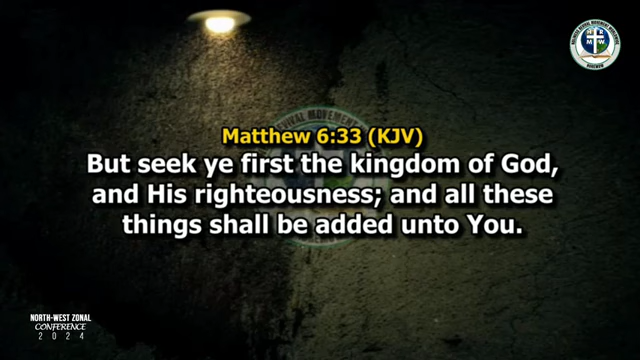 Matthew 6:33 (KJV)
But seek ye first the kingdom of God,
and His righteousness; and all these
things shall be added unto You.
NORTH-WEST ZONAL
CONFERENCE
2024